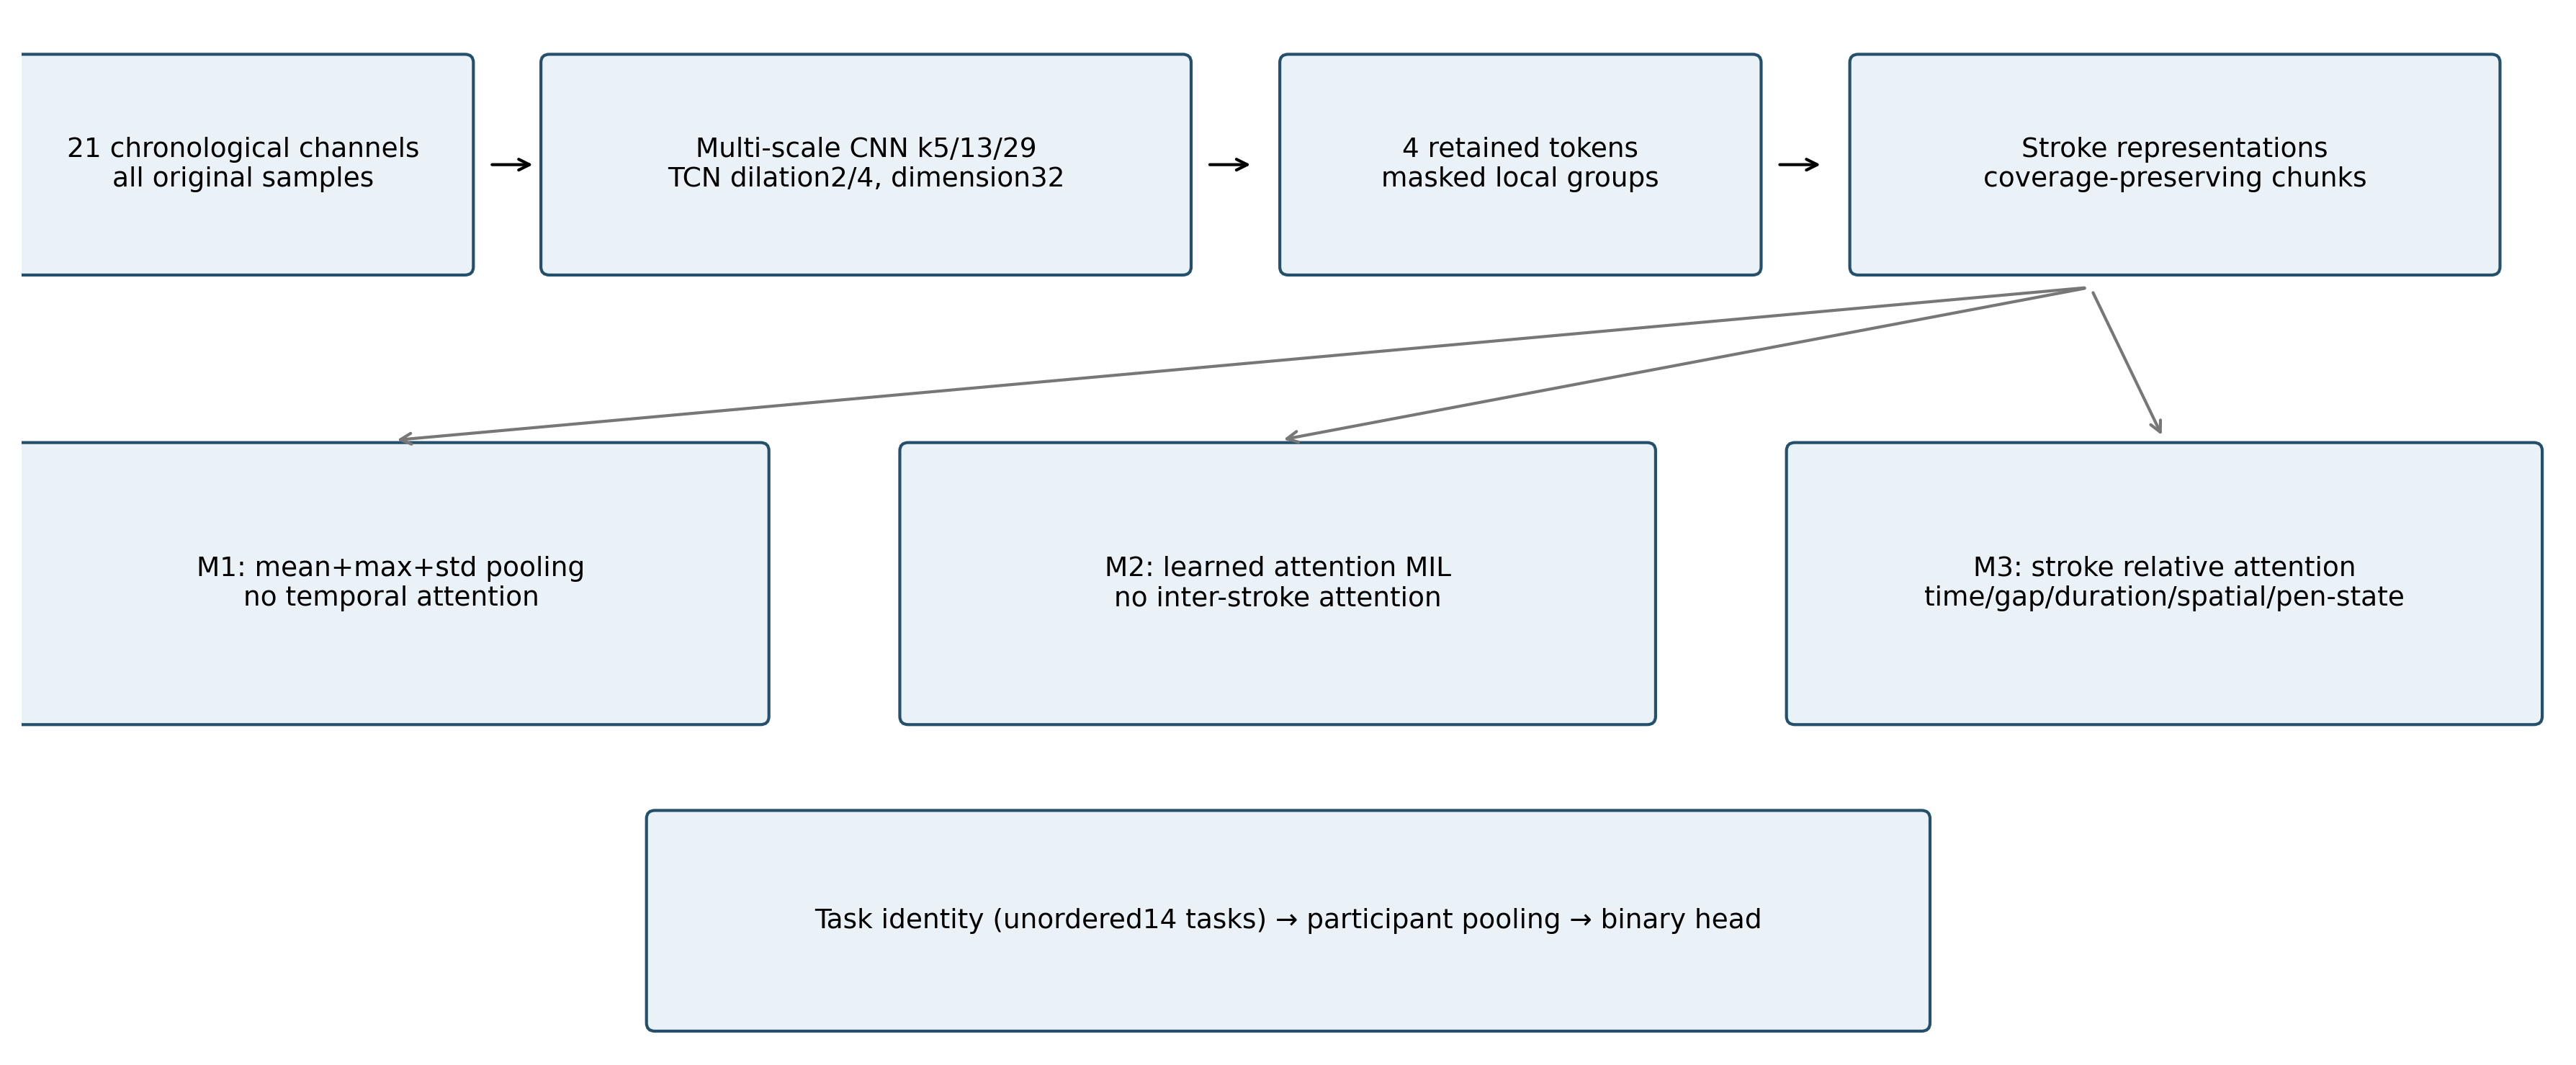 21 chronological channels
all original samples
Multi-scale CNN k5/13/29
TCN dilation2/4, dimension32
4 retained tokens
masked local groups
Stroke representations
coverage-preserving chunks
M1: mean+max+std pooling
no temporal attention
M2: learned attention MIL
no inter-stroke attention
M3: stroke relative attention
time/gap/duration/spatial/pen-state
Task identity (unordered14 tasks) → participant pooling → binary head